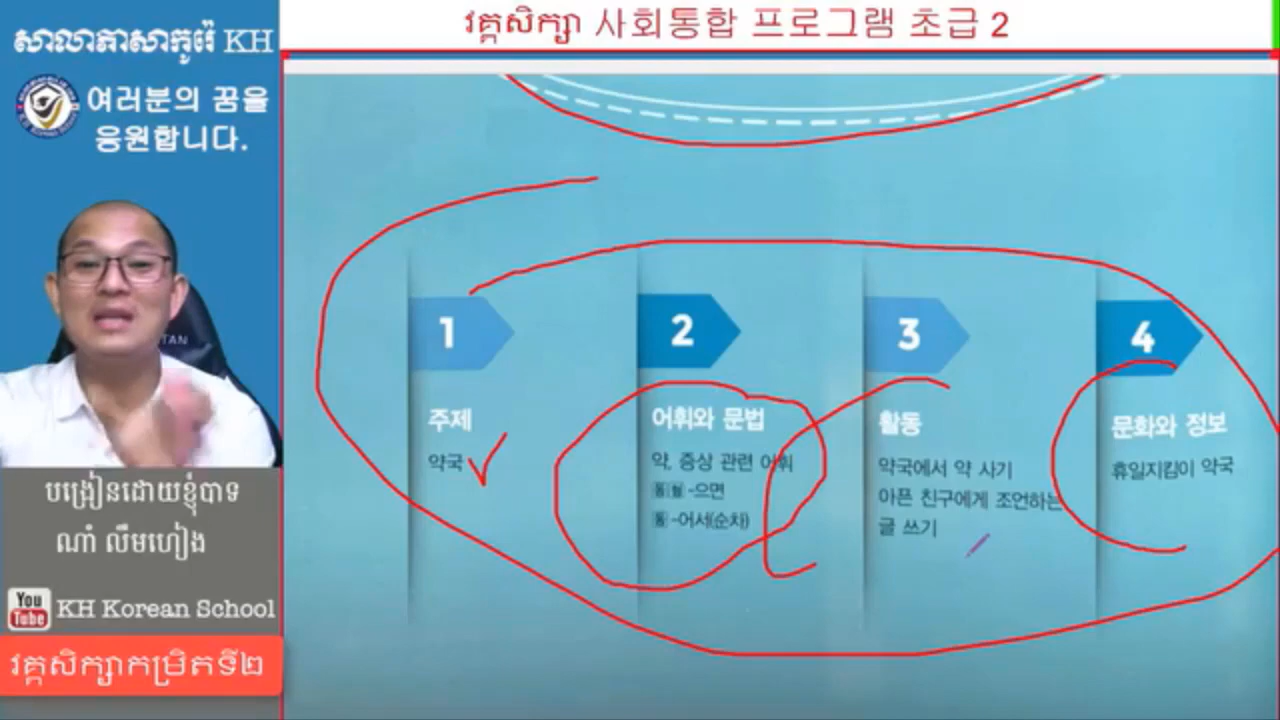 វគ្គសិក្សា 사회통합 프로그램 초급 2
សាលាភាសាកូរ៉េ KH
여러분의 꿈을
응원합니다.
1
주제
약국
2
어휘와 문법
약, 증상 관련 어휘
동 형 -으면
동 -어서(순차)
3
활동
약국에서 약 사기
아픈 친구에게 조언하는
글 쓰기
4
문화와 정보
휴일지킴이 약국
TAN
បង្រៀនដោយខ្ញុំបាទ
ណាំ លឹមហៀង
You Tube KH Korean School
វគ្គសិក្សាកម្រិតទី២